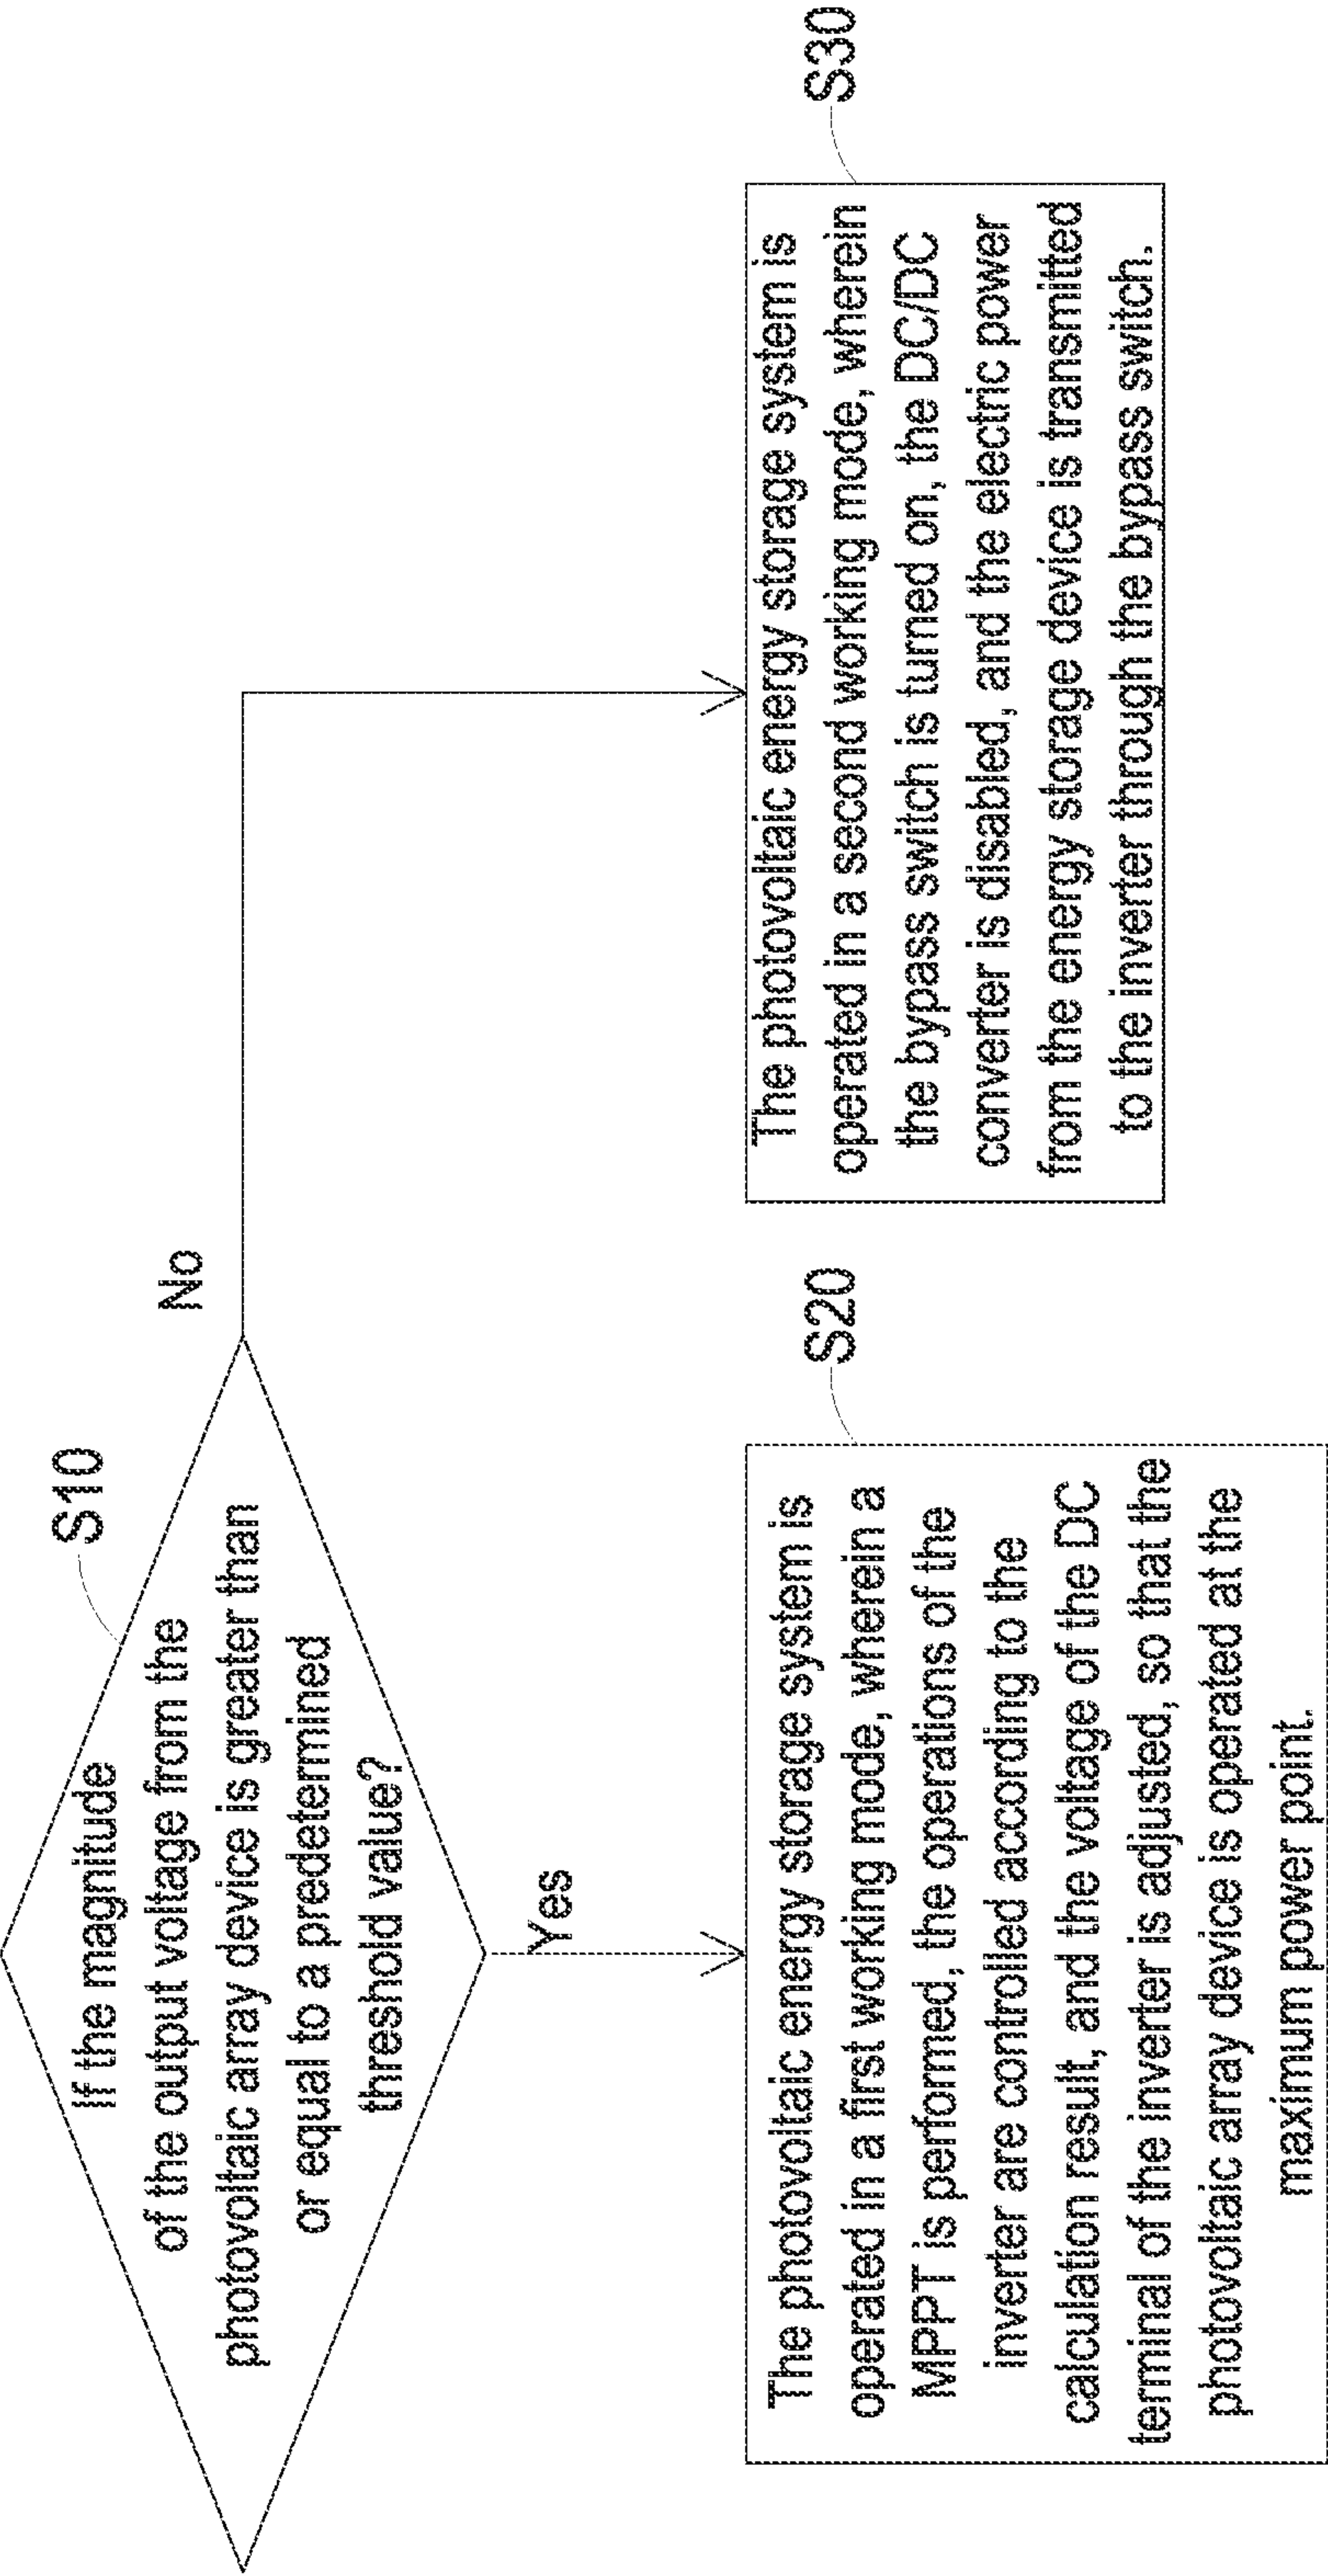 S10
If the magnitude
of the output voltage from the
photovoltaic array device is greater than
or equal to a predetermined
threshold value?
No
Yes
S20
The photovoltaic energy storage system is
operated in a first working mode, wherein a
MPPT is performed, the operations of the
inverter are controlled according to the
calculation result, and the voltage of the DC
terminal of the inverter is adjusted, so that the
photovoltaic array device is operated at the
maximum power point.
S30
The photovoltaic energy storage system is
operated in a second working mode, wherein
the bypass switch is turned on, the DC/DC
converter is disabled, and the electric power
from the energy storage device is transmitted
to the inverter through the bypass switch.